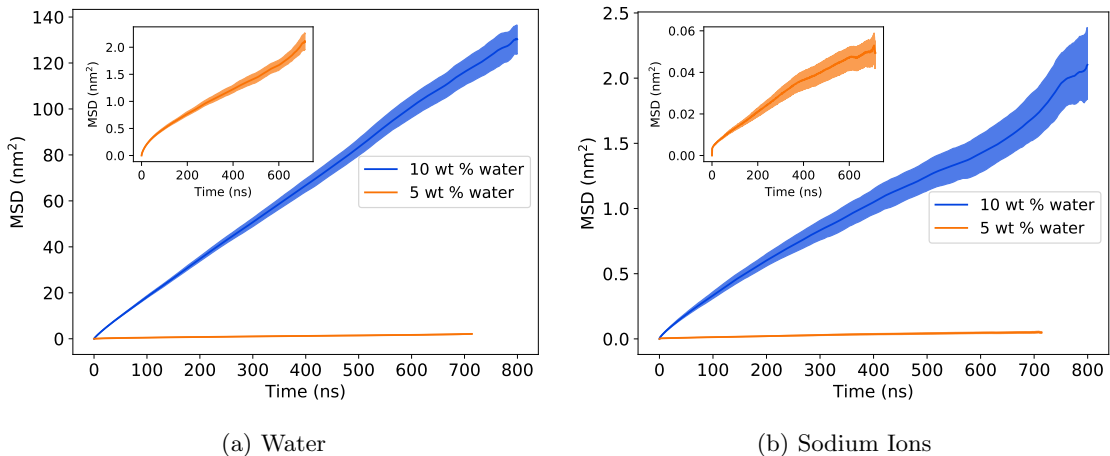 140
120
100
80
60
40
20
0
MSD (nm²)
0 100 200 300 400 500 600 700 800
Time (ns)
2.0
1.5
1.0
0.5
0.0
MSD (nm²)
0 200 400 600
Time (ns)
10 wt % water
5 wt % water
(a) Water
2.5
2.0
1.5
1.0
0.5
0.0
MSD (nm²)
0 100 200 300 400 500 600 700 800
Time (ns)
0.06
0.04
0.02
0.00
MSD (nm²)
0 200 400 600
Time (ns)
10 wt % water
5 wt % water
(b) Sodium Ions